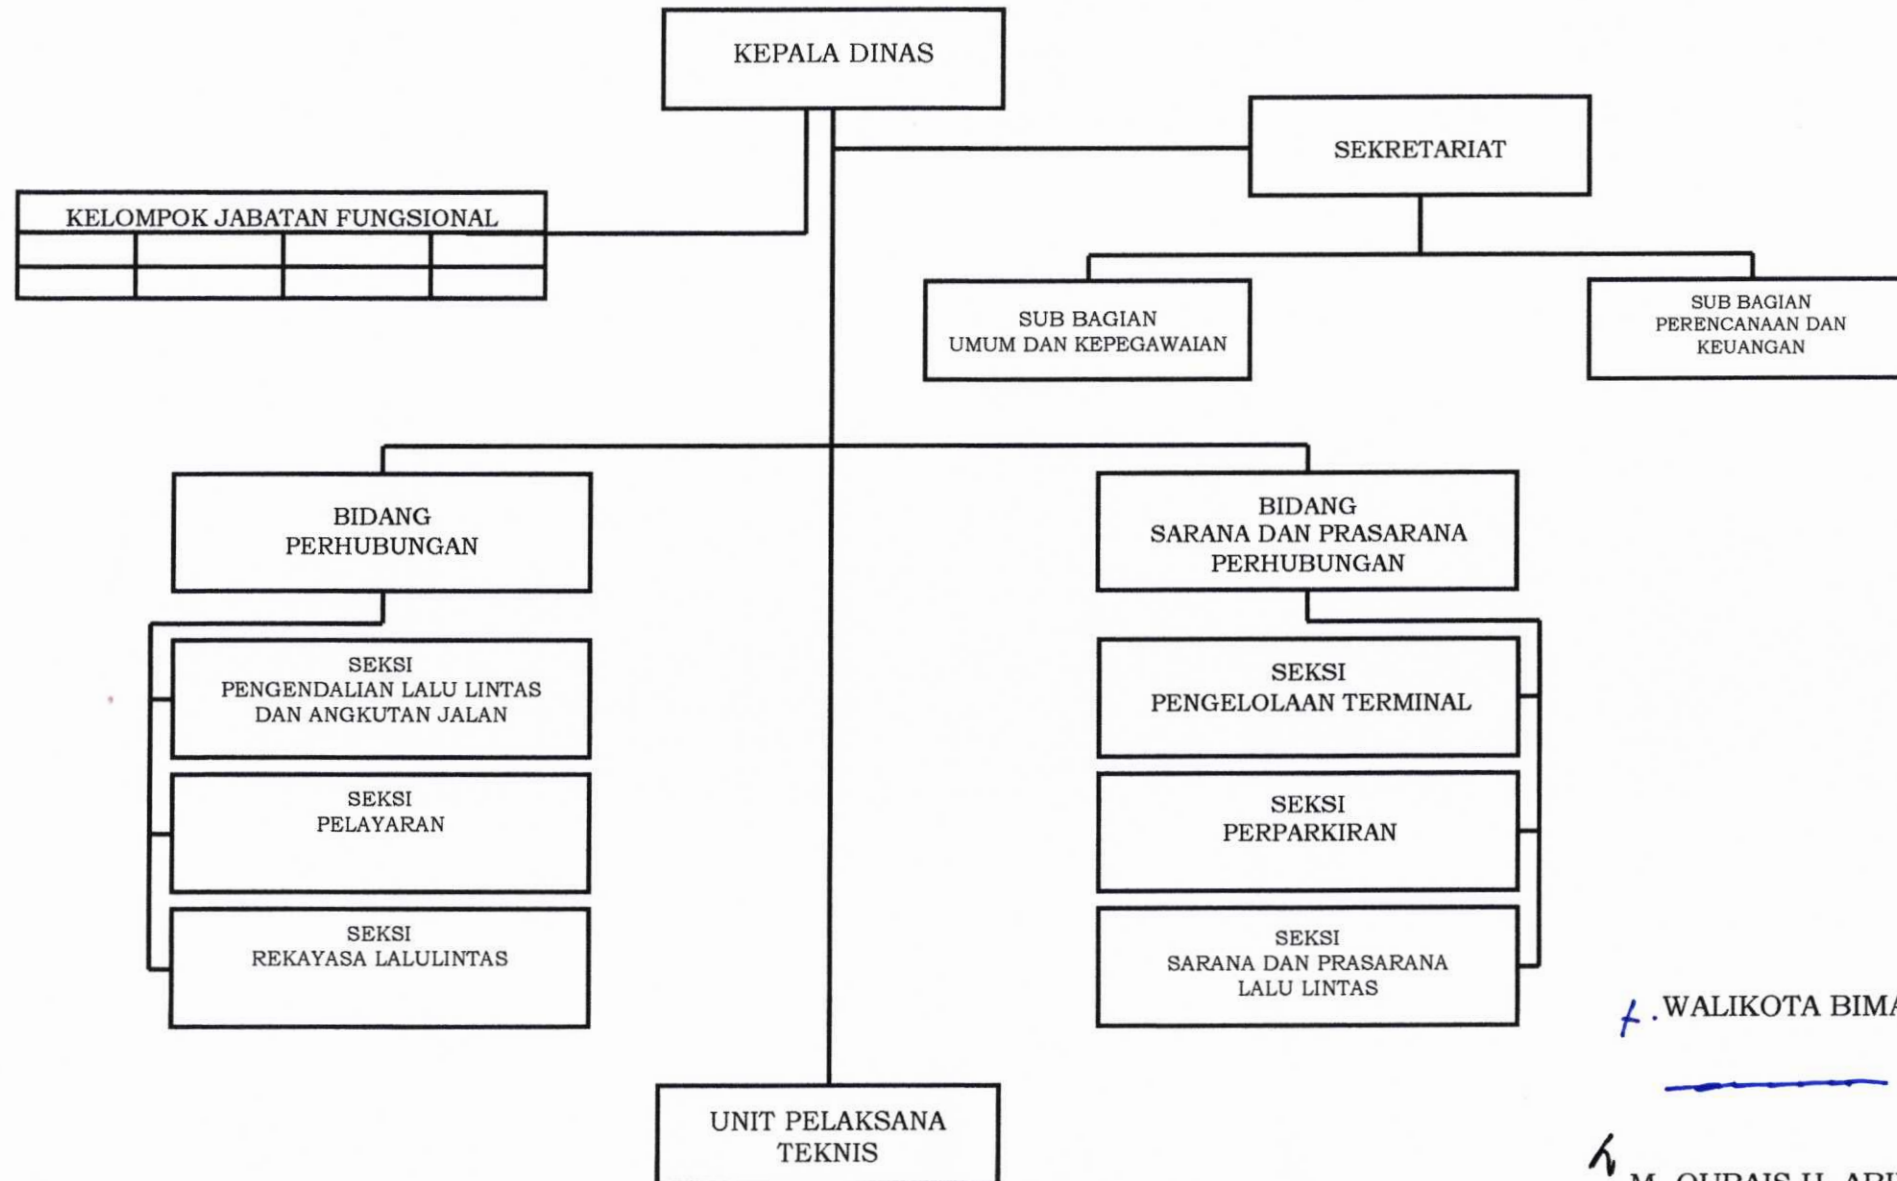 KEPALA DINAS
SEKRETARIAT
KELOMPOK JABATAN FUNGSIONAL
SUB BAGIAN
UMUM DAN KEPEGAWAIAN
SUB BAGIAN
PERENCANAAN DAN
KEUANGAN
BIDANG
PERHUBUNGAN
BIDANG
SARANA DAN PRASARANA
PERHUBUNGAN
SEKSI
PENGENDALIAN LALU LINTAS
DAN ANGKUTAN JALAN
SEKSI
PELAYARAN
SEKSI
REKAYASA LALULINTAS
SEKSI
PENGELOLAAN TERMINAL
SEKSI
PERPARKIRAN
SEKSI
SARANA DAN PRASARANA
LALU LINTAS
WALIKOTA BIMA
UNIT PELAKSANA
TEKNIS
M. QURAIS H.